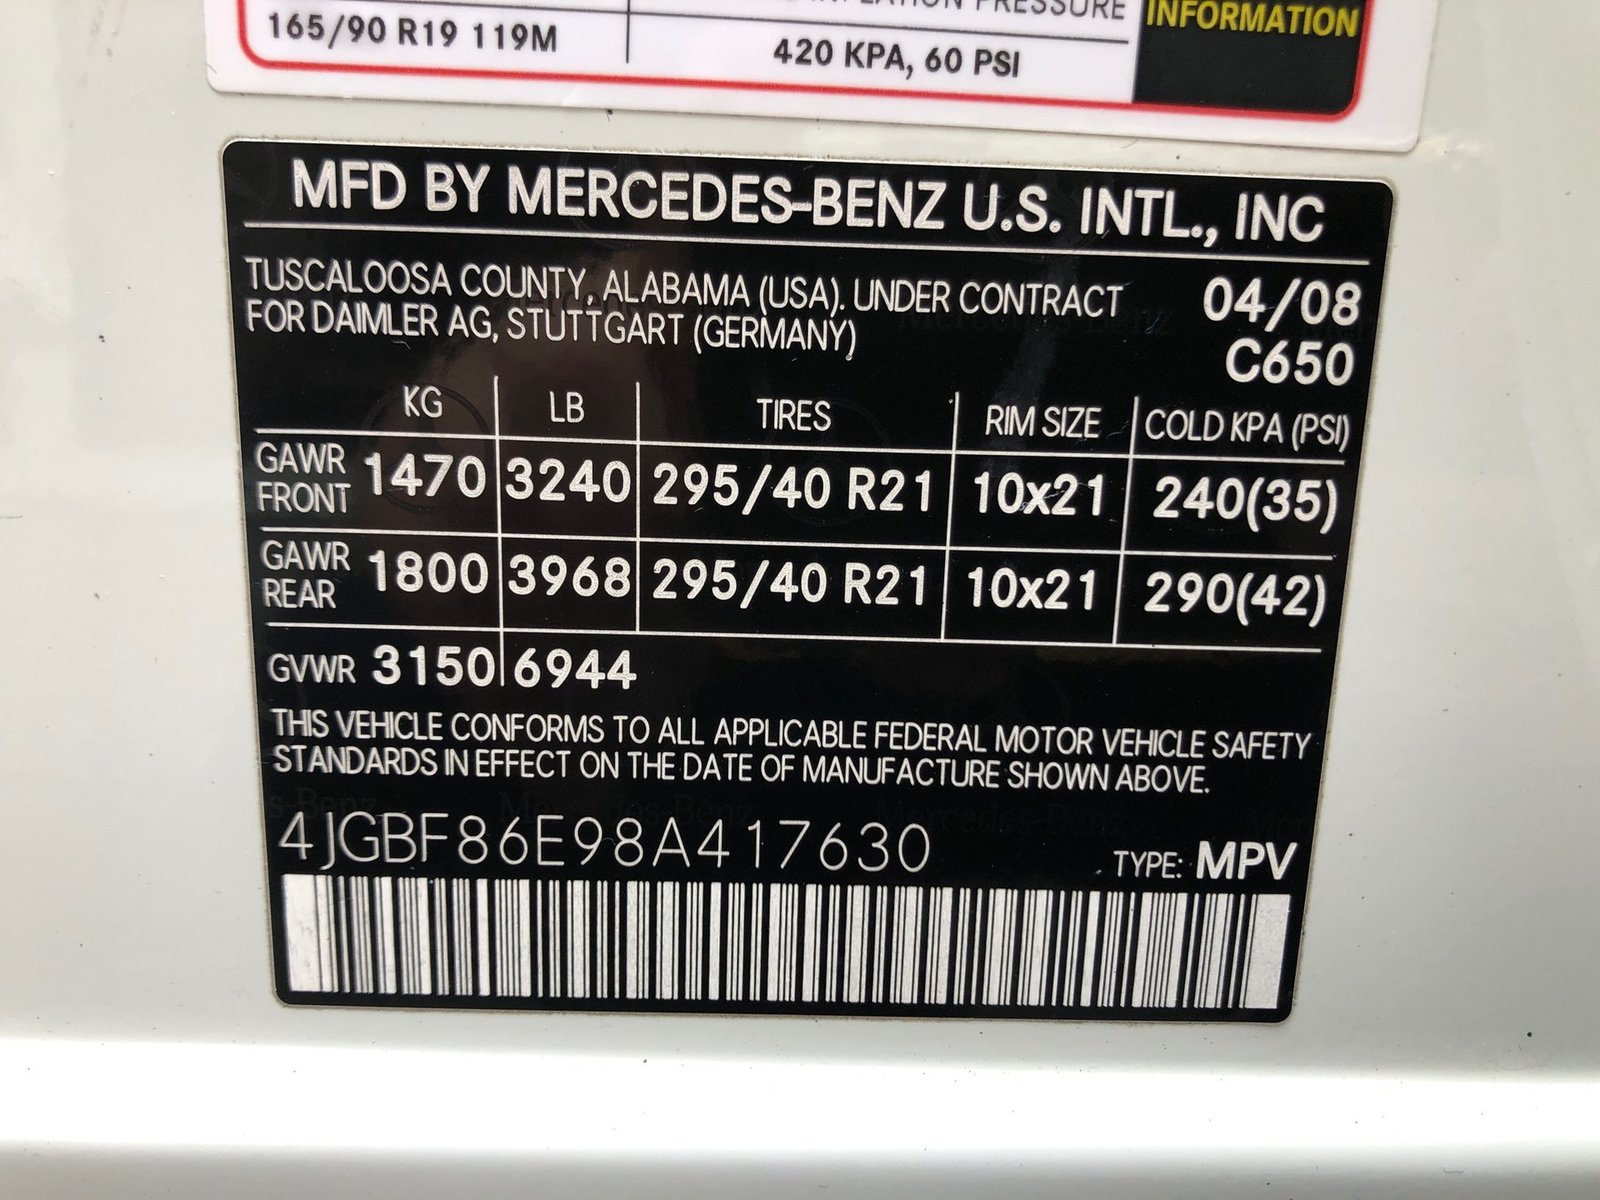 PRESSURE
INFORMATION
165/90 R19 119M
420 KPA, 60 PSI
MFD BY MERCEDES-BENZ U.S. INTL., INC
TUSCALOOSA COUNTY, ALABAMA (USA). UNDER CONTRACT
FOR DAIMLER AG, STUTTGART (GERMANY)
04/08
C650
KG LB TIRES RIM SIZE COLD KPA (PSI)
GAWR FRONT 1470 3240 295/40 R21 10x21 240(35)
GAWR REAR 1800 3968 295/40 R21 10x21 290(42)
GVWR 3150 6944
THIS VEHICLE CONFORMS TO ALL APPLICABLE FEDERAL MOTOR VEHICLE SAFETY
STANDARDS IN EFFECT ON THE DATE OF MANUFACTURE SHOWN ABOVE.
4JGBF86E98A417630
TYPE: MPV